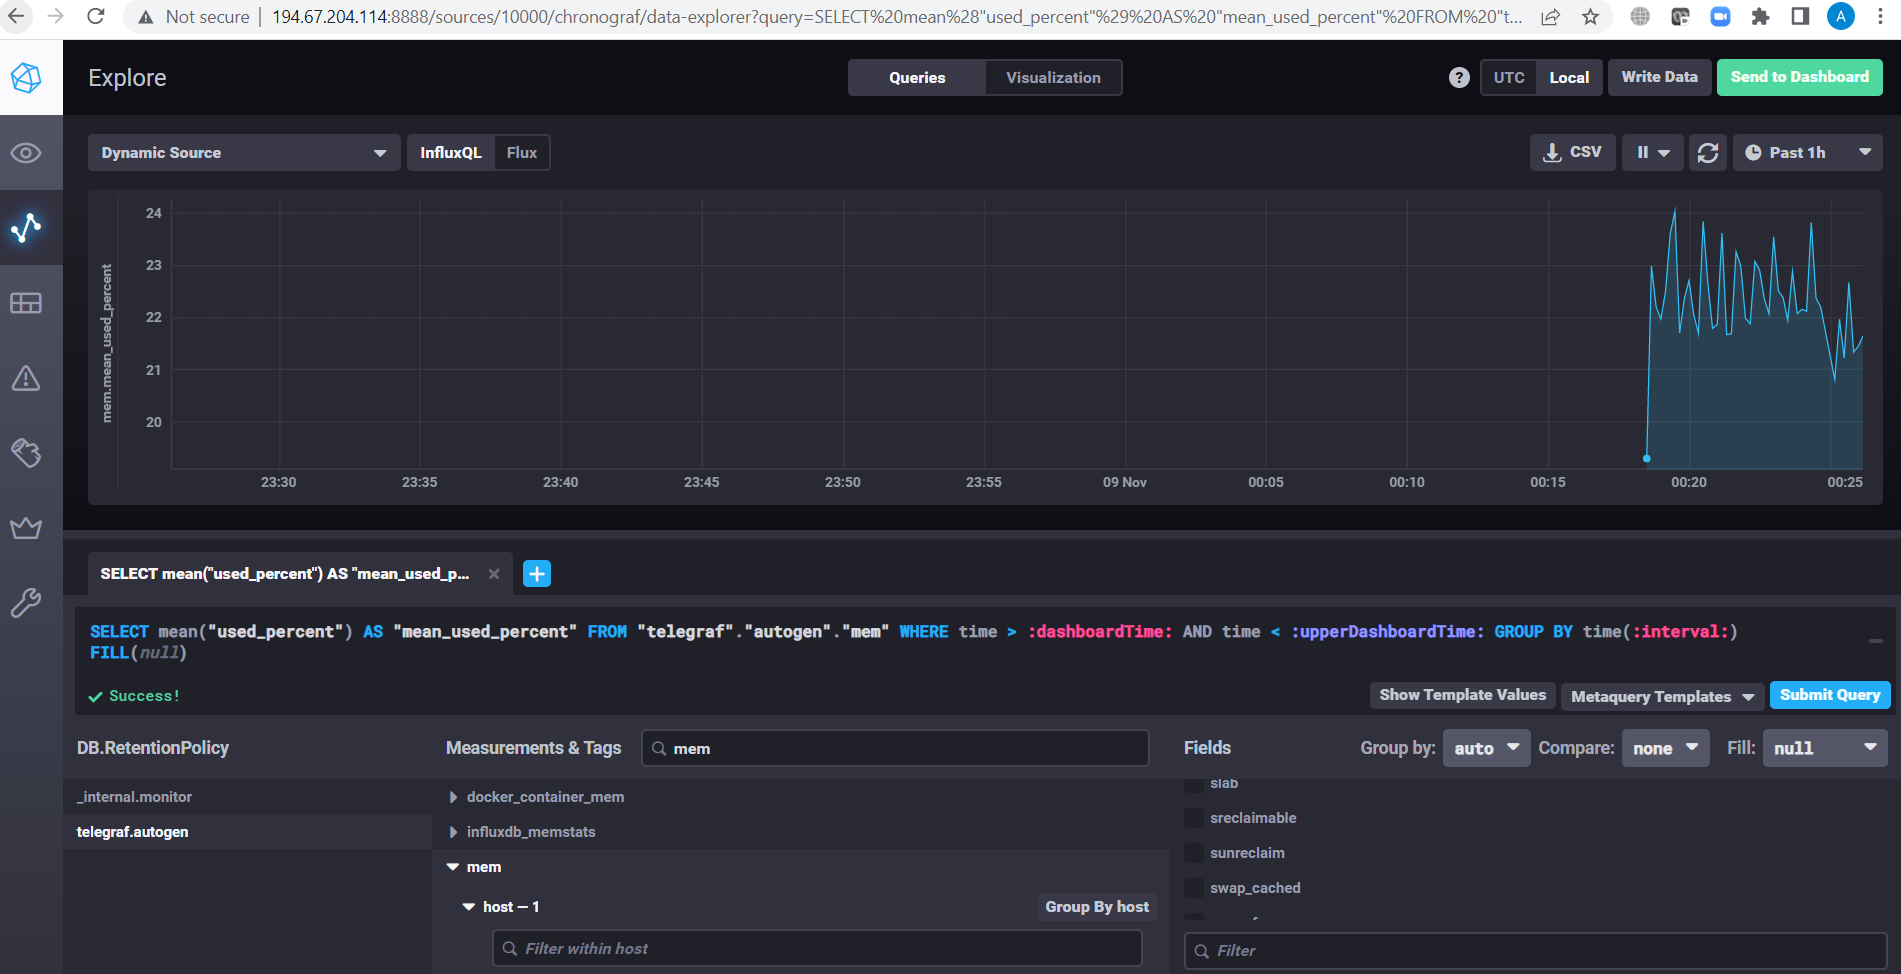 Not secure
194.67.204.114:8888/sources/10000/chronograf/data-explorer?query=SELECT%20mean%28"used_percent"%29%20AS%20"mean_used_percent"%20FROM%20"t...
A
Explore
Queries
Visualization
?
UTC
Local
Write Data
Send to Dashboard
Dynamic Source
InfluxQL
Flux
CSV
Past 1h
mem.mean_used_percent
24
23
22
21
20
23:30
23:35
23:40
23:45
23:50
23:55
09 Nov
00:05
00:10
00:15
00:20
00:25
SELECT mean("used_percent") AS "mean_used_p...
SELECT mean("used_percent") AS "mean_used_percent" FROM "telegraf"."autogen"."mem" WHERE time > :dashboardTime: AND time < :upperDashboardTime: GROUP BY time(:interval:)
FILL(null)
Success!
Show Template Values
Metaquery Templates
Submit Query
DB.RetentionPolicy
Measurements & Tags
mem
Fields
Group by:
auto
Compare:
none
Fill:
null
_internal.monitor
telegraf.autogen
docker_container_mem
influxdb_memstats
mem
host — 1
Group By host
Filter within host
slab
sreclaimable
sunreclaim
swap_cached
Filter